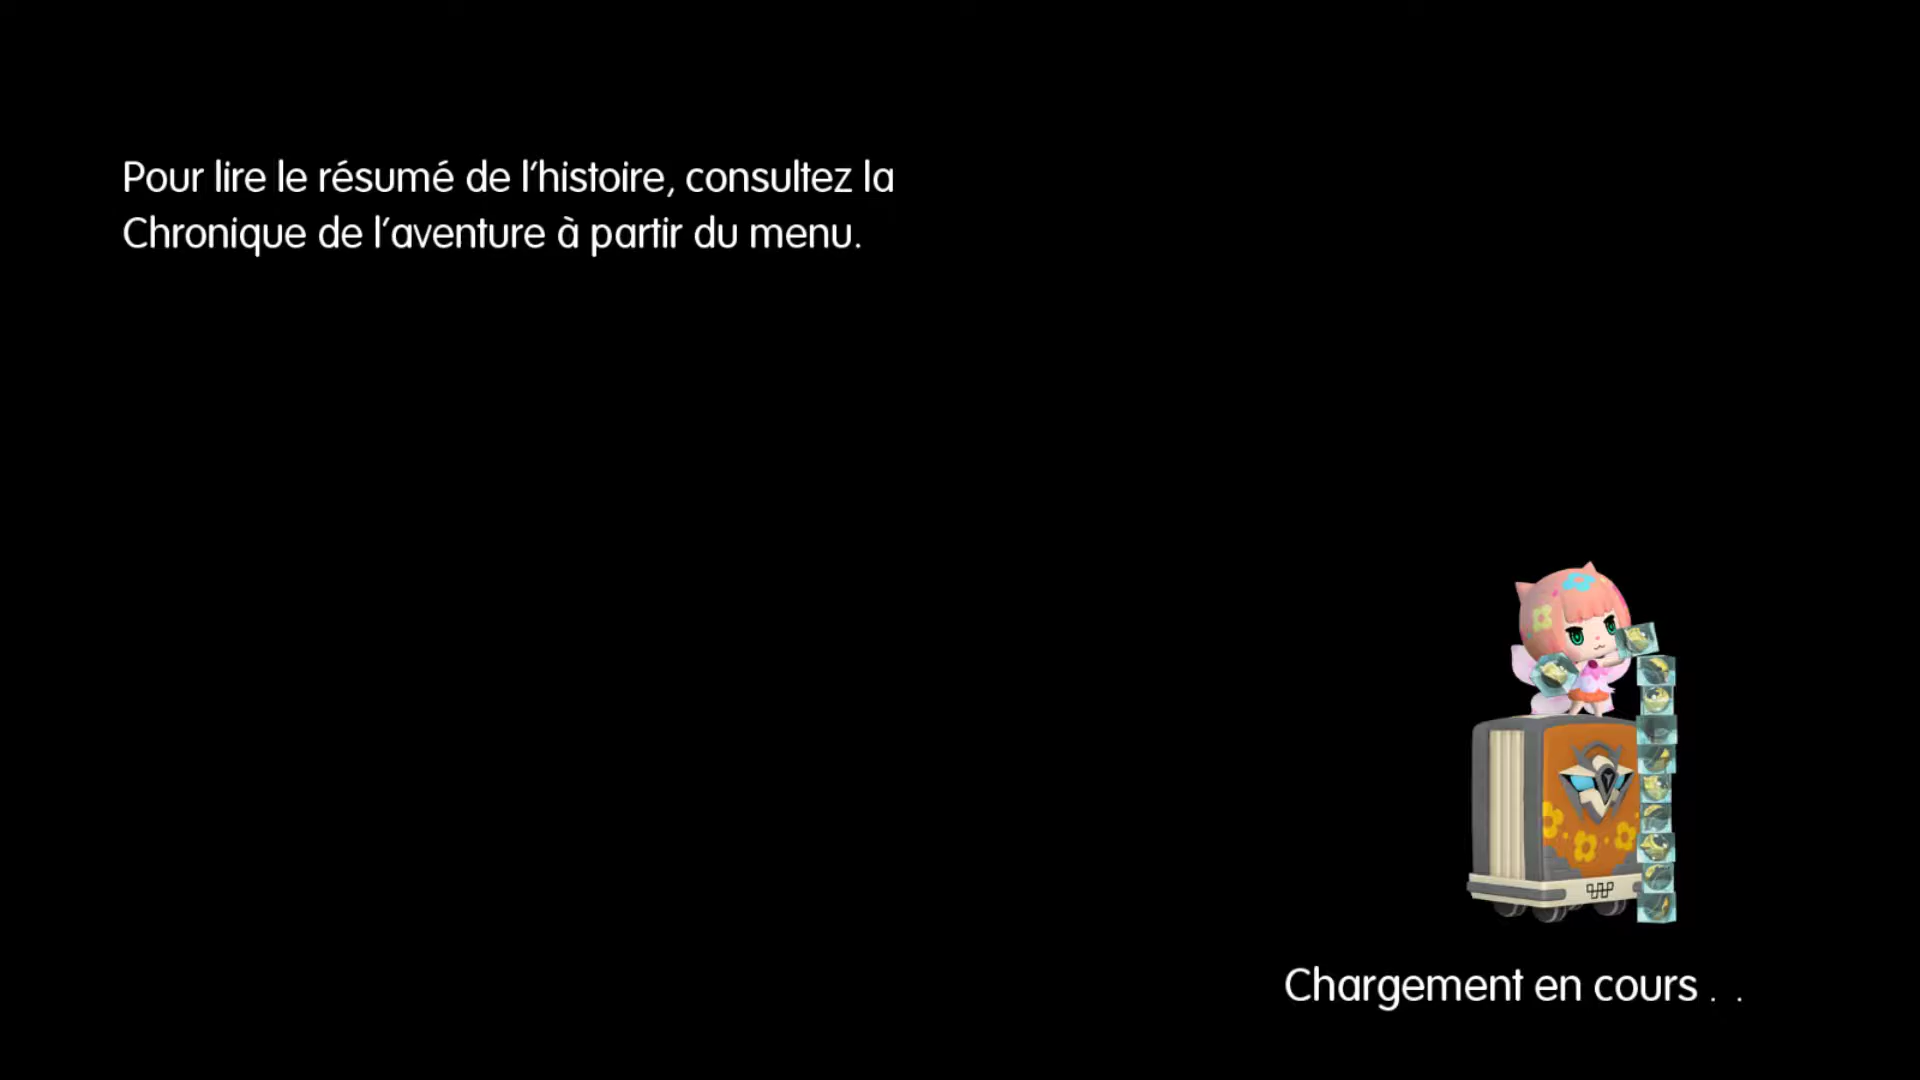 Pour lire le résumé de l'histoire, consultez la
Chronique de l'aventure à partir du menu.
Chargement en cours . .